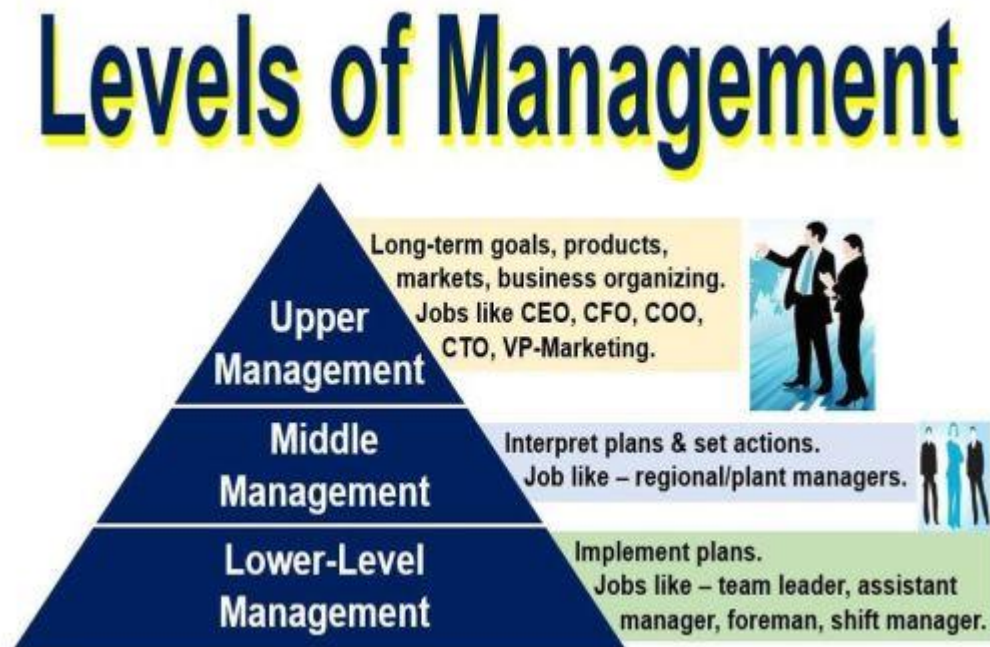 Levels of Management
Upper
Management
Long-term goals, products,
markets, business organizing.
Jobs like CEO, CFO, COO,
CTO, VP-Marketing.
Middle
Management
Interpret plans & set actions.
Job like – regional/plant managers.
Lower-Level
Management
Implement plans.
Jobs like – team leader, assistant
manager, foreman, shift manager.